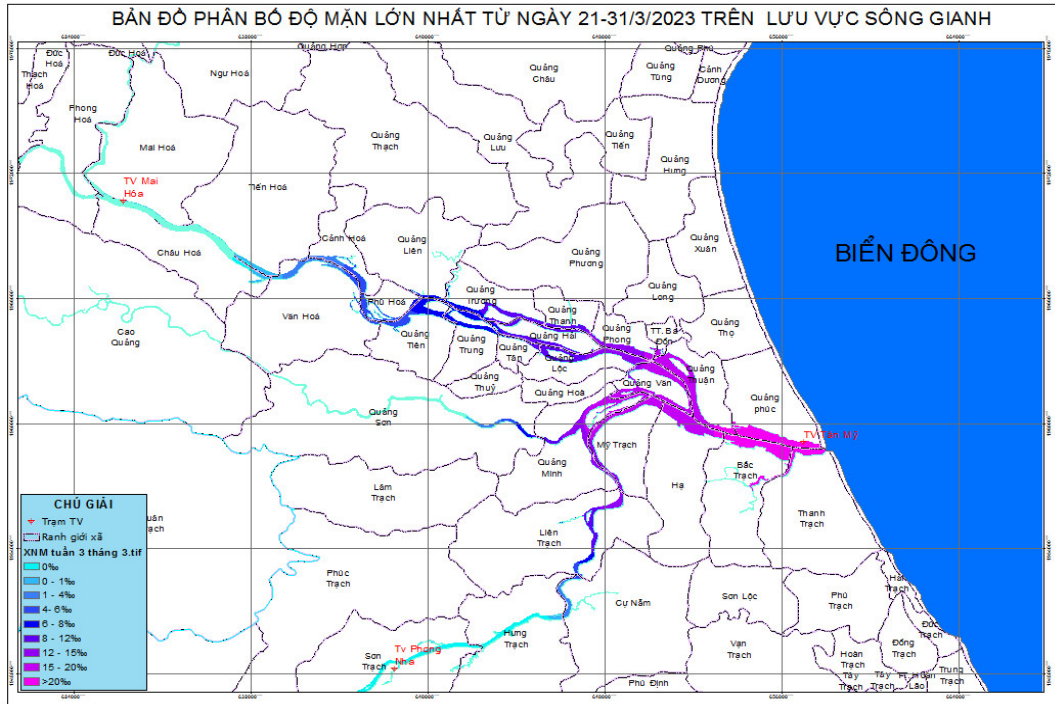 BẢN ĐỒ PHÂN BỐ ĐỘ MẶN LỚN NHẤT TỪ NGÀY 21-31/3/2023 TRÊN LƯU VỰC SÔNG GIANH
Đức
Hoá
Đức Hoá
Thạch
Hoá
Ngư Hoá
Quảng Hợp
Quảng
Châu
Quảng Phú
Quảng
Tùng
Cảnh
Dương
Phong
Hoá
Mai Hoá
Quảng
Thạch
Quảng
Lưu
Quảng
Tiến
Quảng
Hưng
TV Mai
Hóa
Tiến Hoá
Châu Hoá
Cảnh Hoá
Quảng
Liên
Quảng
Phương
Quảng
Xuân
BIỂN ĐÔNG
Văn Hoá
Phù Hoá
Quảng
Trường
Quảng
Long
Cao
Quảng
Quảng
Tiên
Quảng
Trung
Quảng
Tân
Quảng
Thanh
Quảng Hải
Quảng
Lộc
Quảng
Phong
TT. Ba
Đồn
Quảng
Thọ
Quảng
Thuỷ
Quảng Hoà
Quảng Văn
Quảng
Thuận
Quảng
phúc
Quảng
Sơn
Mỹ Trạch
TV Tân Mỹ
Quảng
Minh
Hạ
Bắc
Trạch
Lâm
Trạch
Thanh
Trạch
Liên
Trạch
Phúc
Trạch
Cự Nẫm
Sơn Lộc
Phú
Trạch
Hải
Trạch
Đức
Trạch
Hưng
Trạch
Vạn
Trạch
Đồng
Trạch
Sơn
Trạch
Tv Phong
Nha
Hoàn
Trạch
Tây
Trạch
Trung
Trạch
Phú Định
CHÚ GIẢI
Trạm TV
Ranh giới xã
XNM tuần 3 tháng 3.tif
0‰
0 - 1‰
1 - 4‰
4- 6‰
6 - 8‰
8 - 12‰
12 - 15‰
15 - 20‰
>20‰